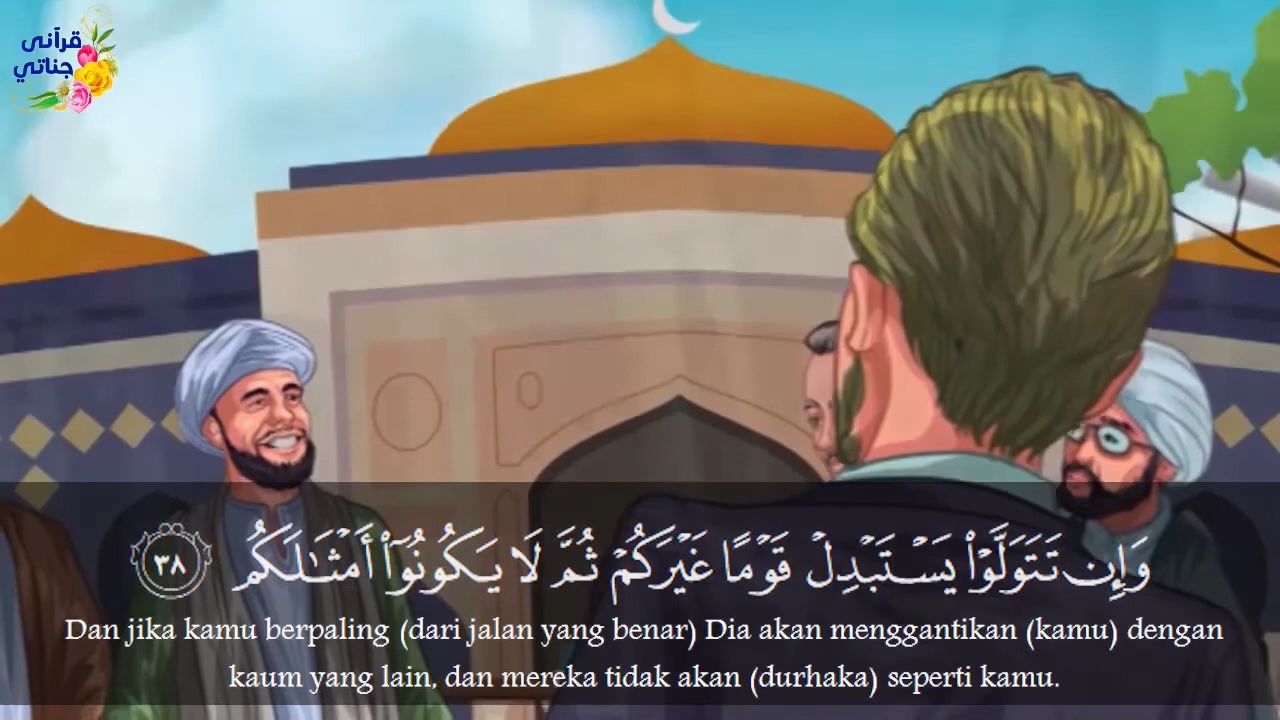 قرآنى
جناتي
وَإِن تَتَوَلَّوْا۟ يَسْتَبْدِلْ قَوْمًا غَيْرَكُمْ ثُمَّ لَا يَكُونُوٓا۟ أَمْثَـٰلَكُم ٣٨
Dan jika kamu berpaling (dari jalan yang benar) Dia akan menggantikan (kamu) dengan
kaum yang lain, dan mereka tidak akan (durhaka) seperti kamu.